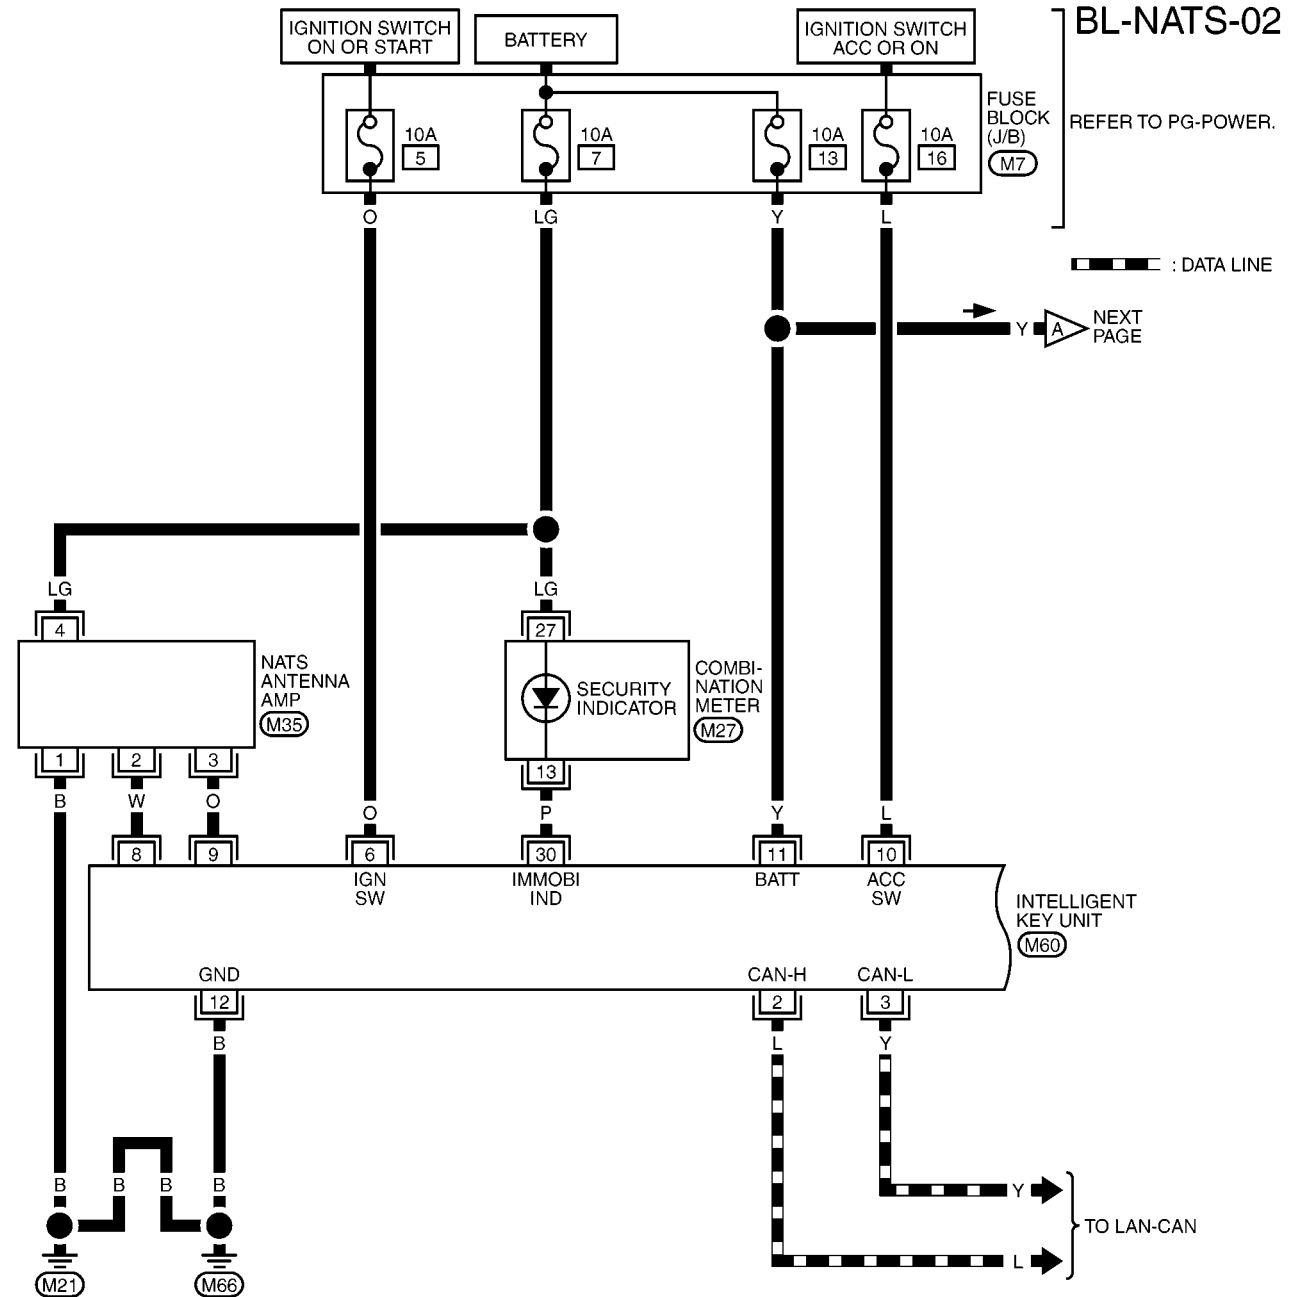 BL-NATS-02
IGNITION SWITCH
ON OR START
BATTERY
IGNITION SWITCH
ACC OR ON
10A
5
10A
7
10A
13
10A
16
FUSE
BLOCK
(J/B)
M7
REFER TO PG-POWER.
O
LG
Y
L
: DATA LINE
Y
A
NEXT
PAGE
LG
LG
4
27
NATS
ANTENNA
AMP
M35
SECURITY
INDICATOR
COMBI-
NATION
METER
M27
1
2
3
13
B
W
O
O
P
Y
L
8
9
6
30
11
10
IGN
SW
IMMOBI
IND
BATT
ACC
SW
INTELLIGENT
KEY UNIT
M60
GND
CAN-H
CAN-L
12
2
3
B
L
Y
B
B
B
B
Y
L
TO LAN-CAN
M21
M66